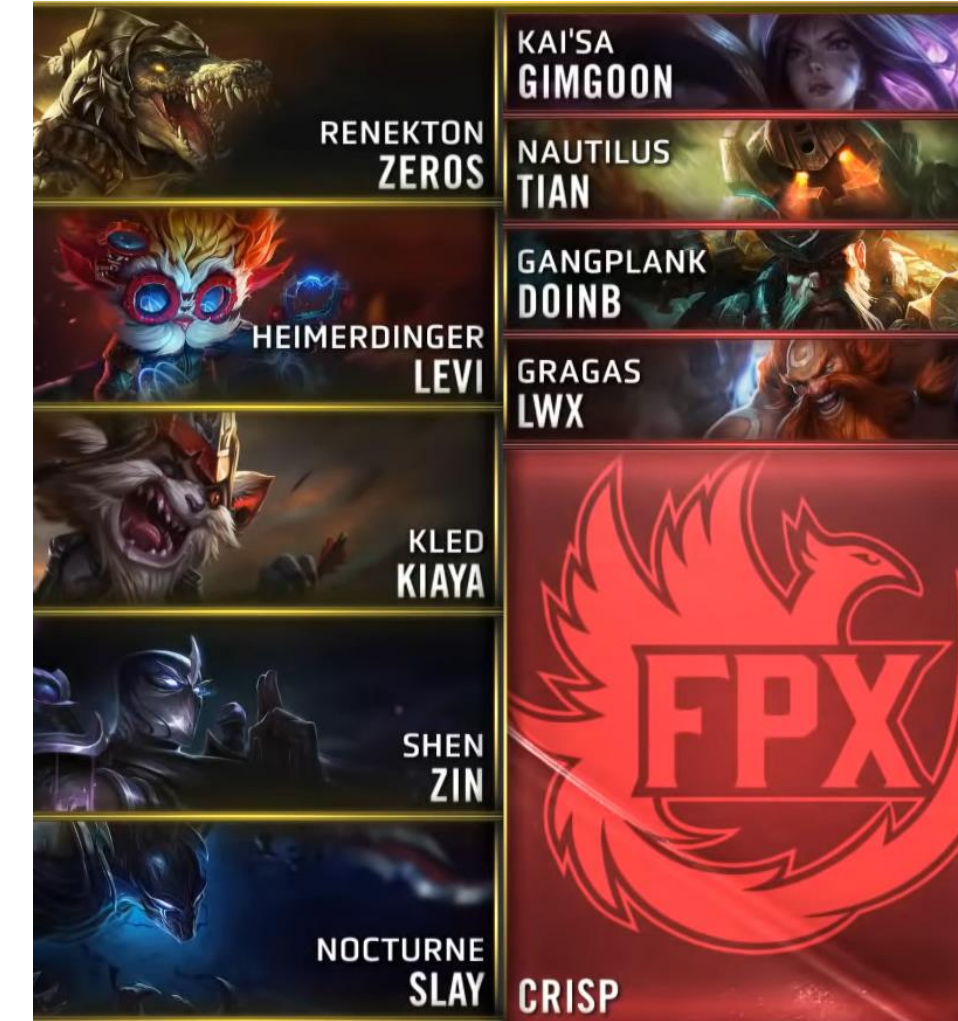 RENEKTON
ZEROS
HEIMERDINGER
LEVI
KLED
KIAYA
SHEN
ZIN
NOCTURNE
SLAY
KAI'SA
GIMGOON
NAUTILUS
TIAN
GANGPLANK
DOINB
GRAGAS
LWX
FPX
CRISP